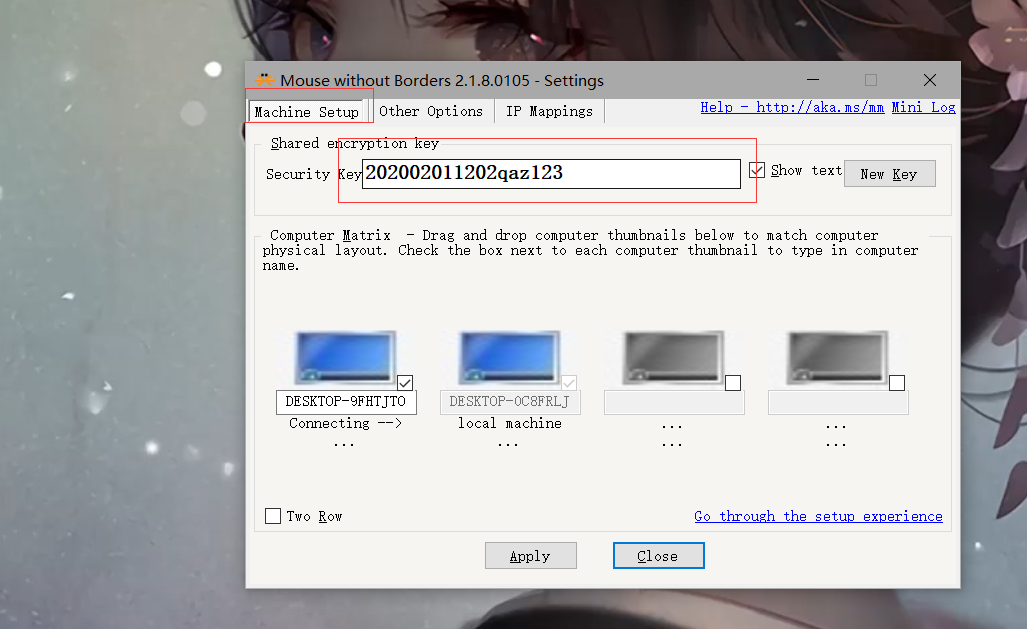 Mouse without Borders 2.1.8.0105 - Settings
Machine Setup Other Options IP Mappings Help - http://aka.ms/mm Mini Log
Shared encryption key
Security Key 202002011202qaz123 Show text New Key
Computer Matrix - Drag and drop computer thumbnails below to match computer
physical layout. Check the box next to each computer thumbnail to type in computer
name.
DESKTOP-9FHTJTO DESKTOP-0C8FRLJ
Connecting --> local machine ... ...
... ... ... ...
Two Row Go through the setup experience
Apply Close